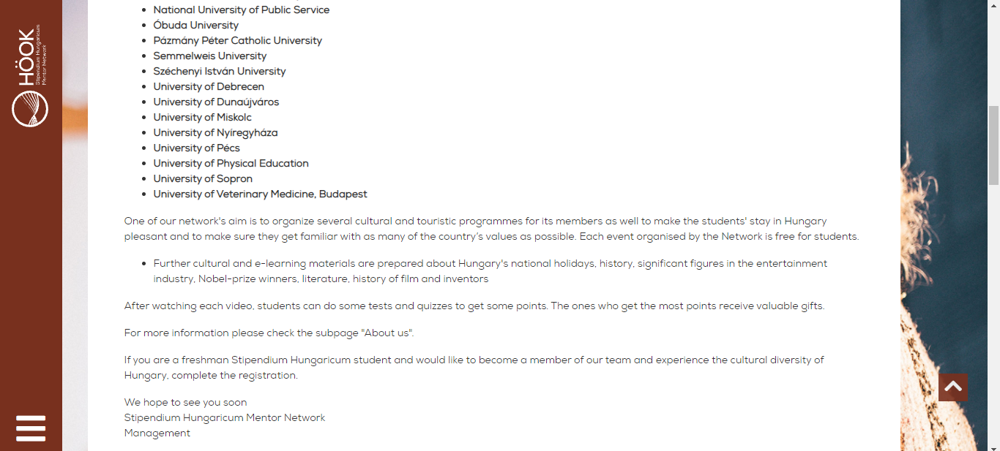 HÖOK
Stipendium Hungaricum
Mentor Network
National University of Public Service
Óbuda University
Pázmány Péter Catholic University
Semmelweis University
Széchenyi István University
University of Debrecen
University of Dunaújváros
University of Miskolc
University of Nyíregyháza
University of Pécs
University of Physical Education
University of Sopron
University of Veterinary Medicine, Budapest
One of our network's aim is to organize several cultural and touristic programmes for its members as well to make the students' stay in Hungary
pleasant and to make sure they get familiar with as many of the country's values as possible. Each event organised by the Network is free for students.
Further cultural and e-learning materials are prepared about Hungary's national holidays, history, significant figures in the entertainment
industry, Nobel-prize winners, literature, history of film and inventors
After watching each video, students can do some tests and quizzes to get some points. The ones who get the most points receive valuable gifts.
For more information please check the subpage "About us".
If you are a freshman Stipendium Hungaricum student and would like to become a member of our team and experience the cultural diversity of
Hungary, complete the registration.
We hope to see you soon
Stipendium Hungaricum Mentor Network
Management